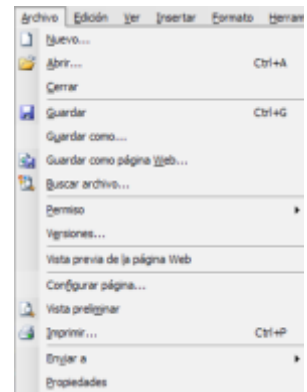 Archivo Edición Ver Insertar Formato Herram
Nuevo...
Abrir... Ctrl+A
Cerrar
Guardar Ctrl+G
Guardar como...
Guardar como página Web...
Buscar archivo...
Permiso
Versiones...
Vista previa de la página Web
Configurar página...
Vista preliminar
Imprimir... Ctrl+P
Enviar a
Propiedades